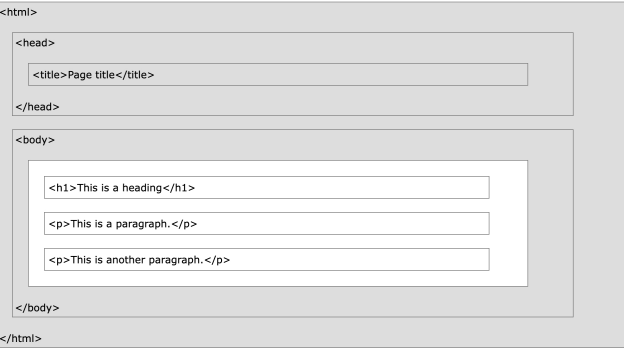 <html>
<head>
<title>Page title</title>
</head>
<body>
<h1>This is a heading</h1>
<p>This is a paragraph.</p>
<p>This is another paragraph.</p>
</body>
</html>